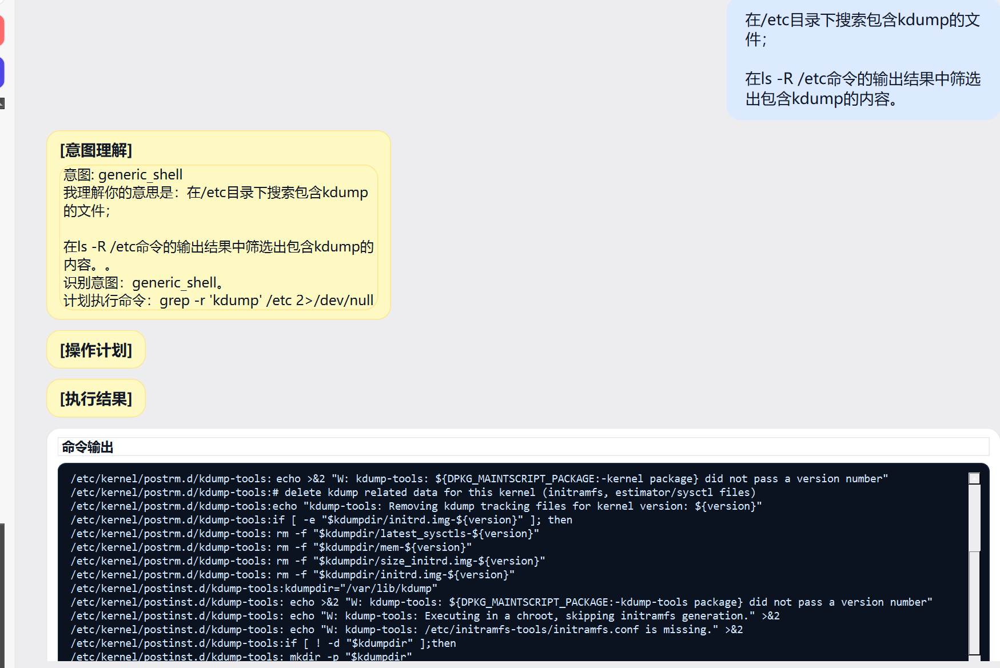 在/etc目录下搜索包含kdump的文
件；
在ls -R /etc命令的输出结果中筛选
出包含kdump的内容。
[意图理解]
意图: generic_shell
我理解你的意思是：在/etc目录下搜索包含kdump
的文件；
在ls -R /etc命令的输出结果中筛选出包含kdump的
内容。。
识别意图：generic_shell。
计划执行命令：grep -r 'kdump' /etc 2>/dev/null
[操作计划]
[执行结果]
命令输出
/etc/kernel/postrm.d/kdump-tools: echo >&2 "W: kdump-tools: ${DPKG_MAINTSCRIPT_PACKAGE:-kernel package} did not pass a version number"
/etc/kernel/postrm.d/kdump-tools:# delete kdump related data for this kernel (initramfs, estimator/sysctl files)
/etc/kernel/postrm.d/kdump-tools:echo "kdump-tools: Removing kdump tracking files for kernel version: ${version}"
/etc/kernel/postrm.d/kdump-tools:if [ -e "$kdumpdir/initrd.img-${version}" ]; then
/etc/kernel/postrm.d/kdump-tools: rm -f "$kdumpdir/latest_sysctls-${version}"
/etc/kernel/postrm.d/kdump-tools: rm -f "$kdumpdir/mem-${version}"
/etc/kernel/postrm.d/kdump-tools: rm -f "$kdumpdir/size_initrd.img-${version}"
/etc/kernel/postrm.d/kdump-tools: rm -f "$kdumpdir/initrd.img-${version}"
/etc/kernel/postinst.d/kdump-tools:kdumpdir="/var/lib/kdump"
/etc/kernel/postinst.d/kdump-tools: echo >&2 "W: kdump-tools: ${DPKG_MAINTSCRIPT_PACKAGE:-kdump-tools package} did not pass a version number"
/etc/kernel/postinst.d/kdump-tools: echo "W: kdump-tools: Executing in a chroot, skipping initramfs generation." >&2
/etc/kernel/postinst.d/kdump-tools: echo "W: kdump-tools: /etc/initramfs-tools/initramfs.conf is missing." >&2
/etc/kernel/postinst.d/kdump-tools:if [ ! -d "$kdumpdir" ];then
/etc/kernel/postinst.d/kdump-tools: mkdir -p "$kdumpdir"